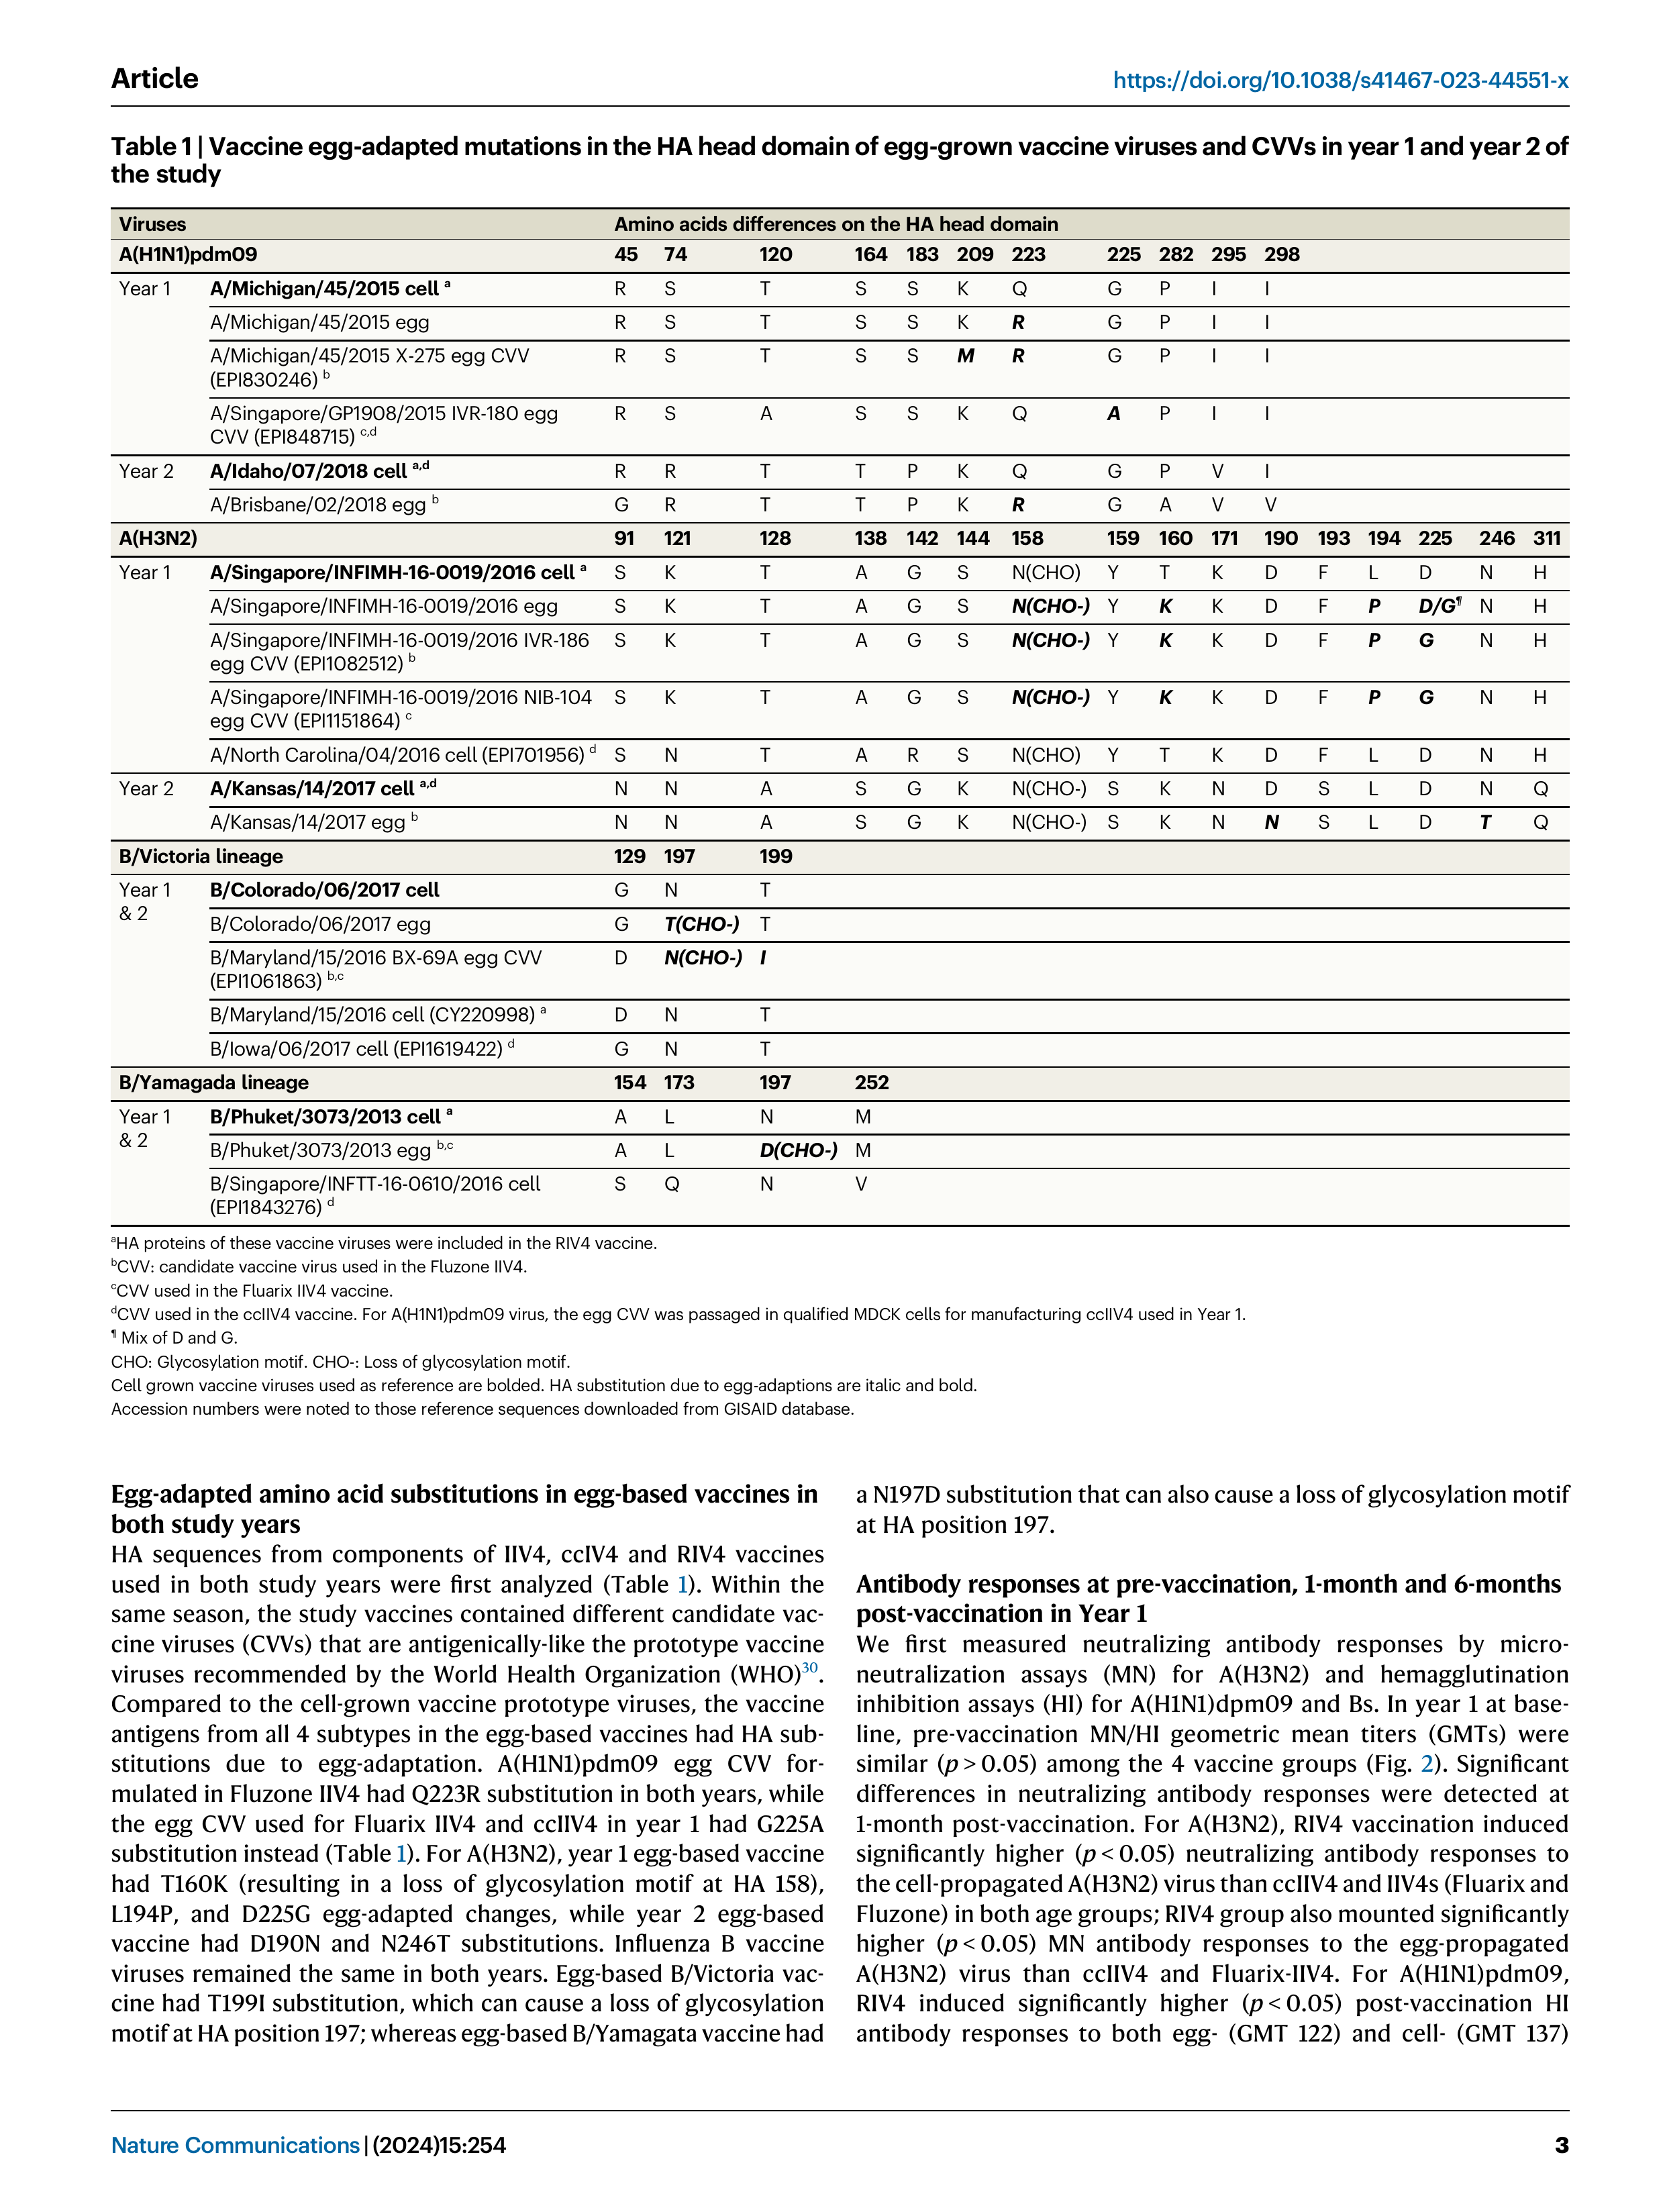 Article
https://doi.org/10.1038/s41467-023-44551-x
Table 1 | Vaccine egg-adapted mutations in the HA head domain of egg-grown vaccine viruses and CVVs in year 1 and year 2 of
the study
Viruses Amino acids differences on the HA head domain
A(H1N1)pdm09 45 74 120 164 183 209 223 225 282 295 298
Year 1 A/Michigan/45/2015 cell a R S T S S K Q G P I I
A/Michigan/45/2015 egg R S T S S K R G P I I
A/Michigan/45/2015 X-275 egg CVV R S T S S M R G P I I
(EPI830246) b
A/Singapore/GP1908/2015 IVR-180 egg R S A S S K Q A P I I
CVV (EPI848715) c,d
Year 2 A/Idaho/07/2018 cell a,d R R T T P K Q G P V I
A/Brisbane/02/2018 egg b G R T T P K R G A V V
A(H3N2) 91 121 128 138 142 144 158 159 160 171 190 193 194 225 246 311
Year 1 A/Singapore/INFIMH-16-0019/2016 cell a S K T A G S N(CHO) Y T K D F L D N H
A/Singapore/INFIMH-16-0019/2016 egg S K T A G S N(CHO-) Y K K D F P D/G¶ N H
A/Singapore/INFIMH-16-0019/2016 IVR-186 S K T A G S N(CHO-) Y K K D F P G N H
egg CVV (EPI1082512) b
A/Singapore/INFIMH-16-0019/2016 NIB-104 S K T A G S N(CHO-) Y K K D F P G N H
egg CVV (EPI1151864) c
A/North Carolina/04/2016 cell (EPI701956) d S N T A R S N(CHO) Y T K D F L D N H
Year 2 A/Kansas/14/2017 cell a,d N N A S G K N(CHO-) S K N D S L D N Q
A/Kansas/14/2017 egg b N N A S G K N(CHO-) S K N N S L D T Q
B/Victoria lineage 129 197 199
Year 1 B/Colorado/06/2017 cell G N T
& 2
B/Colorado/06/2017 egg G T(CHO-) T
B/Maryland/15/2016 BX-69A egg CVV D N(CHO-) I
(EPI1061863) b,c
B/Maryland/15/2016 cell (CY220998) a D N T
B/Iowa/06/2017 cell (EPI1619422) d G N T
B/Yamagada lineage 154 173 197 252
Year 1 B/Phuket/3073/2013 cell a A L N M
& 2
B/Phuket/3073/2013 egg b,c A L D(CHO-) M
B/Singapore/INFTT-16-0610/2016 cell S Q N V
(EPI1843276) d
aHA proteins of these vaccine viruses were included in the RIV4 vaccine.
bCVV: candidate vaccine virus used in the Fluzone IIV4.
cCVV used in the Fluarix IIV4 vaccine.
dCVV used in the ccIIV4 vaccine. For A(H1N1)pdm09 virus, the egg CVV was passaged in qualified MDCK cells for manufacturing ccIIV4 used in Year 1.
¶ Mix of D and G.
CHO: Glycosylation motif. CHO-: Loss of glycosylation motif.
Cell grown vaccine viruses used as reference are bolded. HA substitution due to egg-adaptions are italic and bold.
Accession numbers were noted to those reference sequences downloaded from GISAID database.
Egg-adapted amino acid substitutions in egg-based vaccines in
both study years
HA sequences from components of IIV4, ccIV4 and RIV4 vaccines
used in both study years were first analyzed (Table 1). Within the
same season, the study vaccines contained different candidate vac-
cine viruses (CVVs) that are antigenically-like the prototype vaccine
viruses recommended by the World Health Organization (WHO)30.
Compared to the cell-grown vaccine prototype viruses, the vaccine
antigens from all 4 subtypes in the egg-based vaccines had HA sub-
stitutions due to egg-adaptation. A(H1N1)pdm09 egg CVV for-
mulated in Fluzone IIV4 had Q223R substitution in both years, while
the egg CVV used for Fluarix IIV4 and ccIIV4 in year 1 had G225A
substitution instead (Table 1). For A(H3N2), year 1 egg-based vaccine
had T160K (resulting in a loss of glycosylation motif at HA 158),
L194P, and D225G egg-adapted changes, while year 2 egg-based
vaccine had D190N and N246T substitutions. Influenza B vaccine
viruses remained the same in both years. Egg-based B/Victoria vac-
cine had T199I substitution, which can cause a loss of glycosylation
motif at HA position 197; whereas egg-based B/Yamagata vaccine had
a N197D substitution that can also cause a loss of glycosylation motif
at HA position 197.
Antibody responses at pre-vaccination, 1-month and 6-months
post-vaccination in Year 1
We first measured neutralizing antibody responses by micro-
neutralization assays (MN) for A(H3N2) and hemagglutination
inhibition assays (HI) for A(H1N1)dpm09 and Bs. In year 1 at base-
line, pre-vaccination MN/HI geometric mean titers (GMTs) were
similar (p > 0.05) among the 4 vaccine groups (Fig. 2). Significant
differences in neutralizing antibody responses were detected at
1-month post-vaccination. For A(H3N2), RIV4 vaccination induced
significantly higher (p < 0.05) neutralizing antibody responses to
the cell-propagated A(H3N2) virus than ccIIV4 and IIV4s (Fluarix and
Fluzone) in both age groups; RIV4 group also mounted significantly
higher (p < 0.05) MN antibody responses to the egg-propagated
A(H3N2) virus than ccIIV4 and Fluarix-IIV4. For A(H1N1)pdm09,
RIV4 induced significantly higher (p < 0.05) post-vaccination HI
antibody responses to both egg- (GMT 122) and cell- (GMT 137)
Nature Communications | (2024)15:254
3